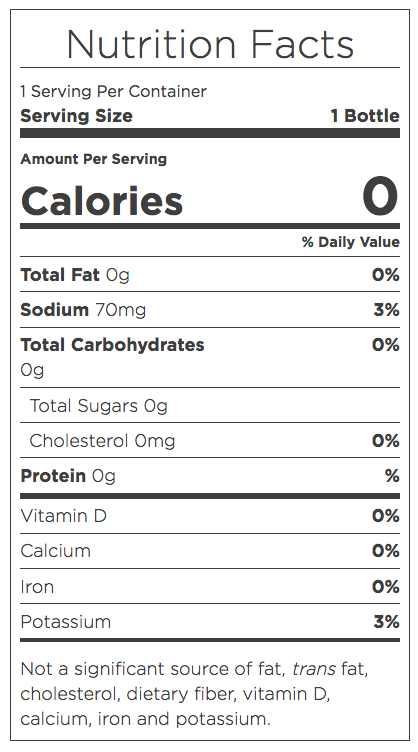 Nutrition Facts
1 Serving Per Container
Serving Size 1 Bottle
Amount Per Serving
Calories 0
% Daily Value
Total Fat 0g 0%
Sodium 70mg 3%
Total Carbohydrates 0%
0g
Total Sugars 0g
Cholesterol 0mg 0%
Protein 0g %
Vitamin D 0%
Calcium 0%
Iron 0%
Potassium 3%
Not a significant source of fat, trans fat,
cholesterol, dietary fiber, vitamin D,
calcium, iron and potassium.